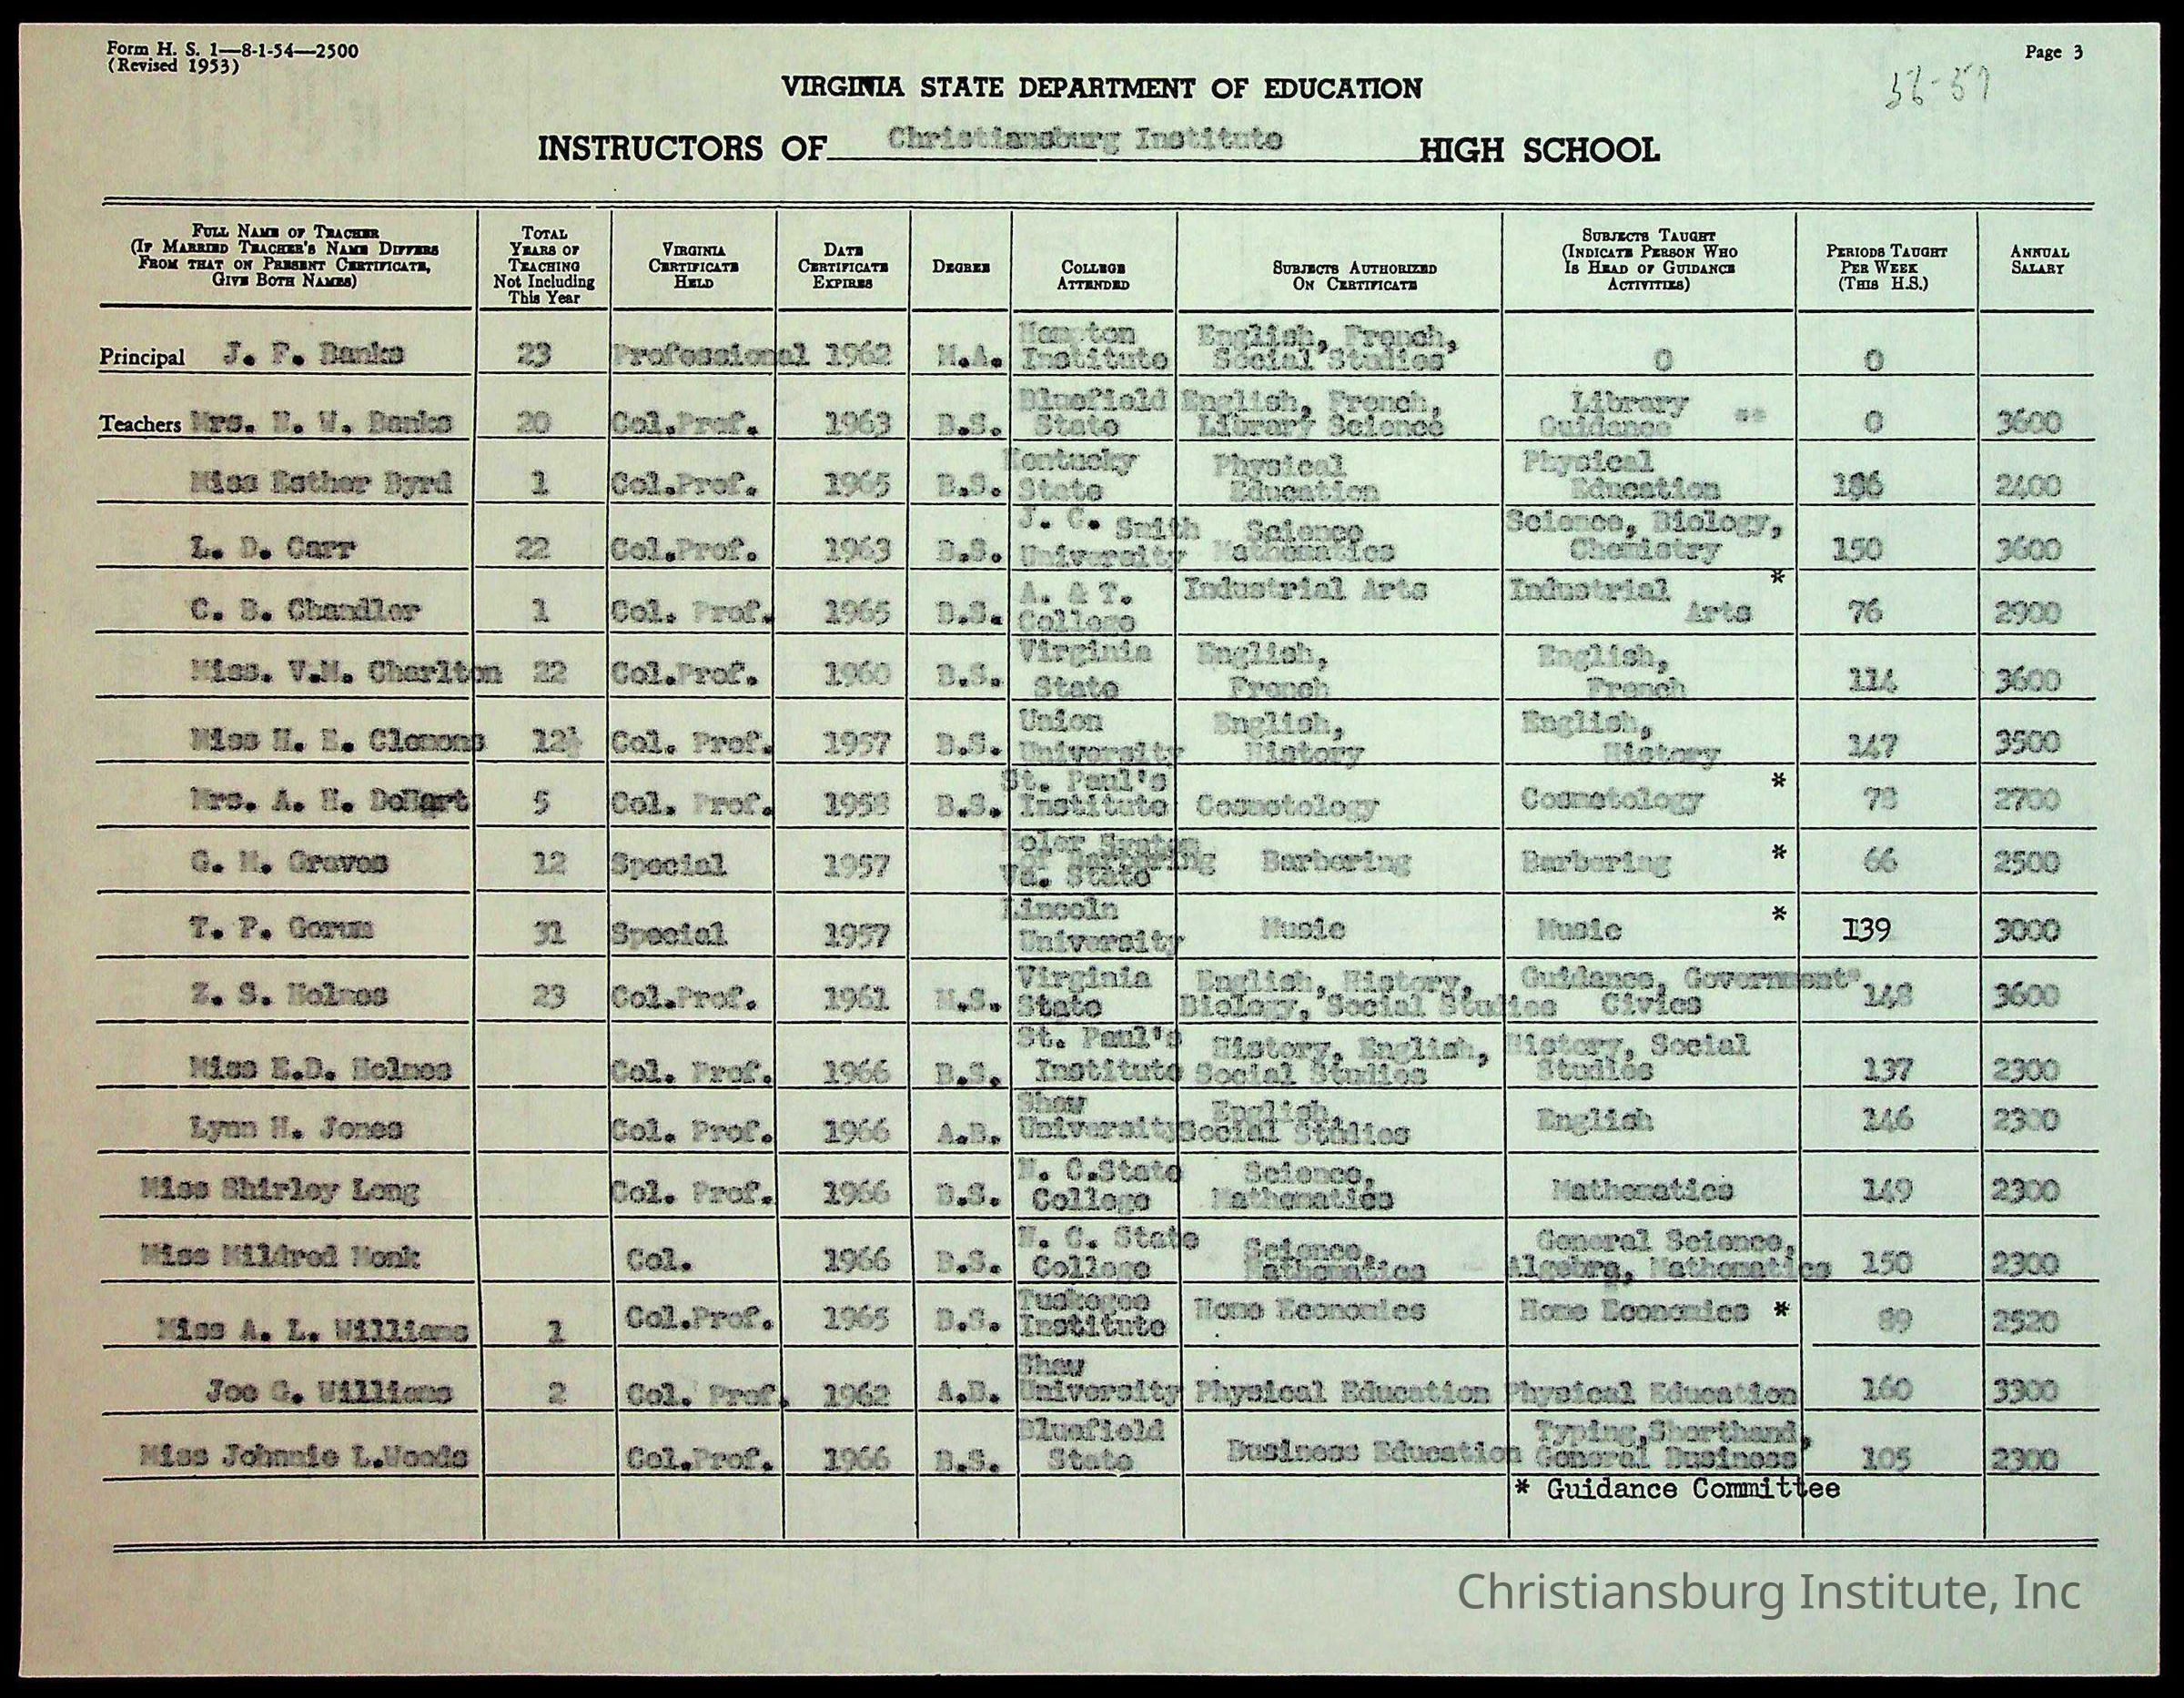 Form H. S. 1—8-1-54—2500
(Revised 1953)
Page 3
56-57
VIRGINIA STATE DEPARTMENT OF EDUCATION
INSTRUCTORS OF Christiansburg Institute HIGH SCHOOL
FULL NAME OF TEACHER (IF MARRIED TEACHER'S NAME DIFFERS FROM THAT ON PRESENT CERTIFICATE, GIVE BOTH NAMES) TOTAL YEARS OF TEACHING Not Including This Year VIRGINIA CERTIFICATE HELD DATE CERTIFICATE EXPIRES DEGREE COLLEGE ATTENDED SUBJECTS AUTHORIZED ON CERTIFICATE SUBJECTS TAUGHT (INDICATE PERSON WHO IS HEAD OF GUIDANCE ACTIVITIES) PERIODS TAUGHT PER WEEK (THIS H.S.) ANNUAL SALARY
Principal J. F. Banks 23 Professional 1962 M.A. Hampton Institute English, French, Social Studies 0 0
Teachers Mrs. N. W. Banks 20 Col.Prof. 1963 B.S. Bluefield State English, French, Library Science Library Guidance ** 0 3600
Miss Esther Byrd 1 Col.Prof. 1965 B.S. Kentucky State Physical Education Physical Education 186 2400
L. D. Carr 22 Col.Prof. 1963 B.S. J. C. Smith University Science Mathematics Science, Biology, Chemistry 150 3600
C. B. Chandler 1 Col. Prof. 1965 B.S. A. & T. College Industrial Arts Industrial Arts * 76 2900
Miss. V.M. Charlton 22 Col.Prof. 1960 B.S. Virginia State English, French English, French 114 3600
Miss H. E. Clemons 12½ Col. Prof. 1957 B.S. Union University English, History English, History 147 3500
Mrs. A. H. DeHart 5 Col. Prof. 1958 B.S. St. Paul's Institute Cosmetology Cosmetology * 78 2700
G. M. Graves 12 Special 1957 Molar System of Barbering Va. State Barbering Barbering * 66 2500
T. P. Gorum 31 Special 1957 Lincoln University Music Music * 139 3000
Z. S. Holmes 23 Col.Prof. 1961 M.S. Virginia State English, History, Biology, Social Studies Guidance, Government* Civics 148 3600
Miss E.D. Holmes Col. Prof. 1966 B.S. St. Paul's Institute History, English, Social Studies History, Social Studies 137 2300
Lynn H. Jones Col. Prof. 1966 A.B. Shaw University English, Social Studies English 146 2300
Miss Shirley Long Col. Prof. 1966 B.S. N. C.State College Science, Mathematics Mathematics 149 2300
Miss Mildred Monk Col. 1966 B.S. N. C. State College Science, Mathematics General Science, Algebra, Mathematics 150 2300
Miss A. L. Williams 1 Col.Prof. 1965 B.S. Tuskegee Institute Home Economics Home Economics * 89 2520
Joe G. Williams 2 Col. Prof. 1962 A.B. Shaw University Physical Education Physical Education 160 3300
Miss Johnnie L.Woods Col.Prof. 1966 B.S. Bluefield State Business Education Typing,Shorthand, General Business 105 2300
* Guidance Committee
Christiansburg Institute, Inc